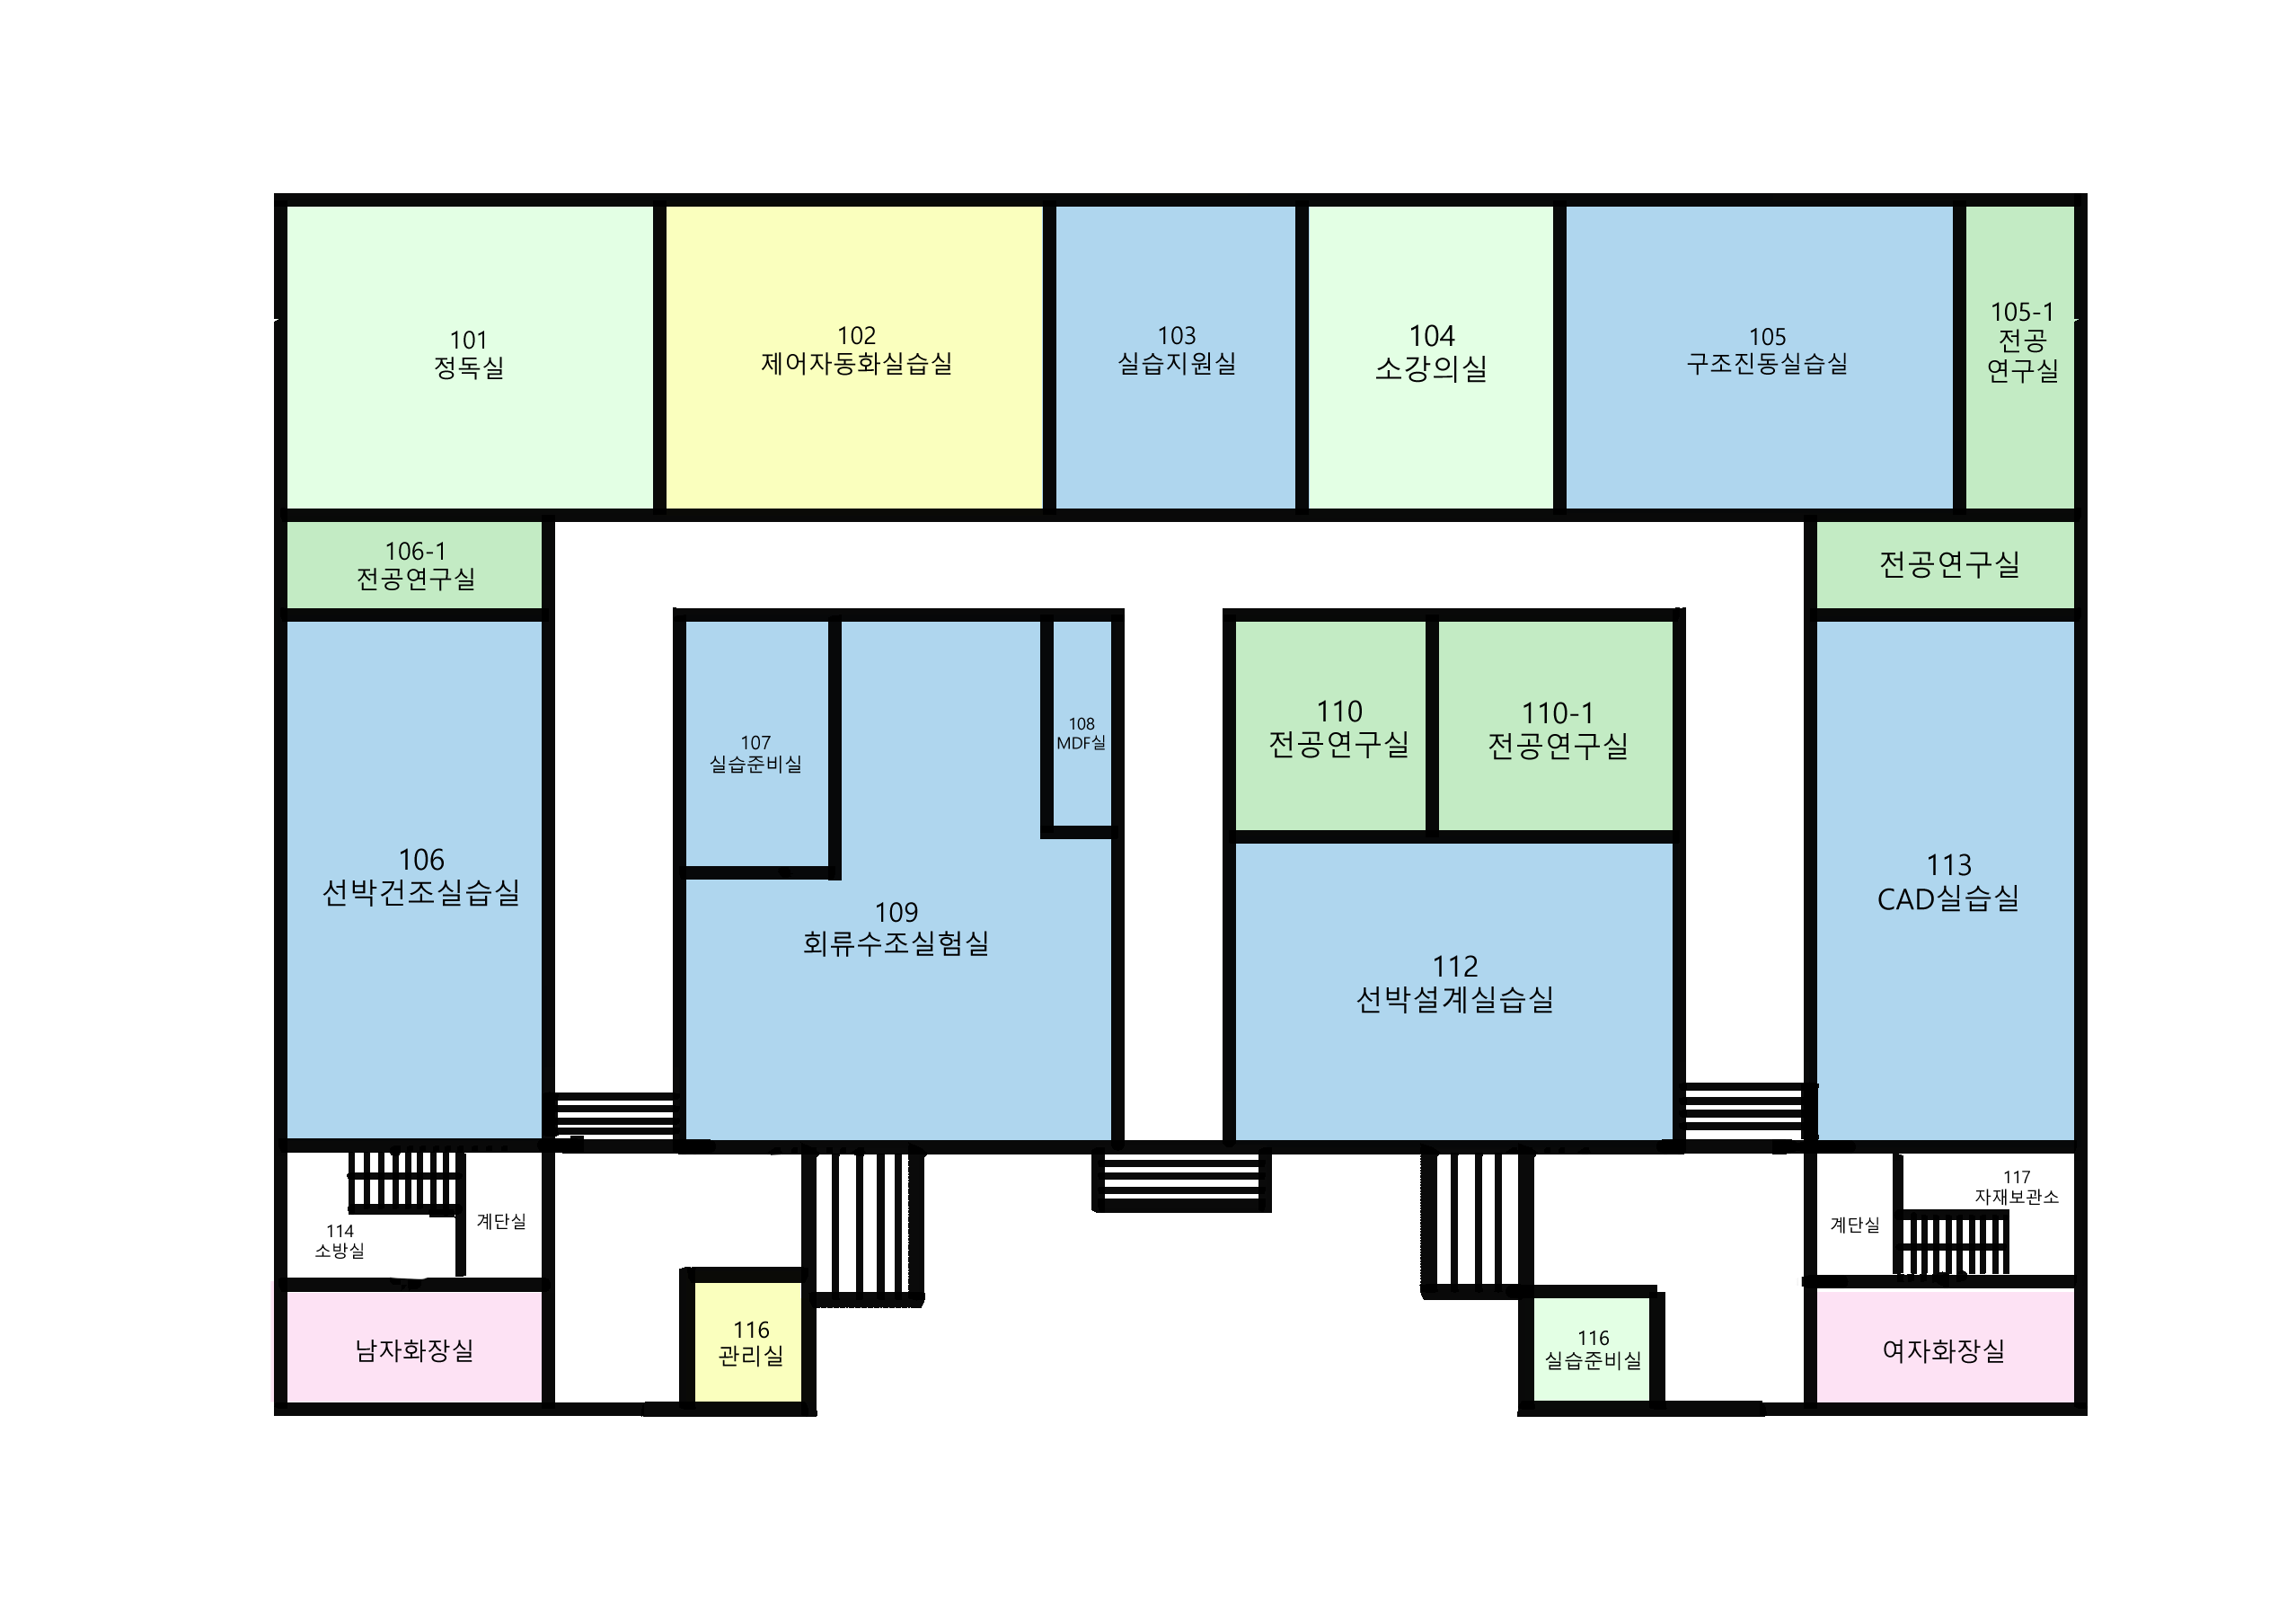 101
정독실
102
제어자동화실습실
103
실습지원실
104
소강의실
105
구조진동실습실
105-1
전공
연구실
106-1
전공연구실
전공연구실
107
실습준비실
108
MDF실
110
전공연구실
110-1
전공연구실
106
선박건조실습실
109
회류수조실험실
112
선박설계실습실
113
CAD실습실
114
소방실
계단실
계단실
117
자재보관소
남자화장실
116
관리실
116
실습준비실
여자화장실